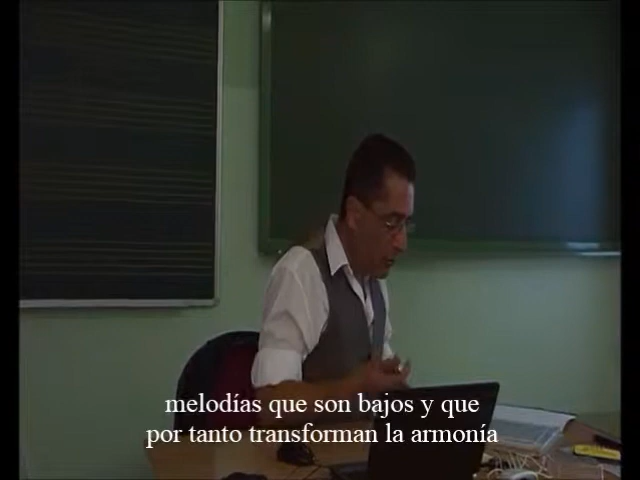 melodías que son bajos y que
por tanto transforman la armonía